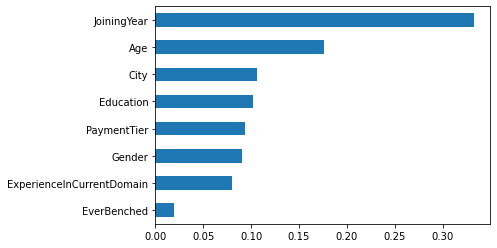 JoiningYear
Age
City
Education
PaymentTier
Gender
ExperienceInCurrentDomain
EverBenched
0.00 0.05 0.10 0.15 0.20 0.25 0.30